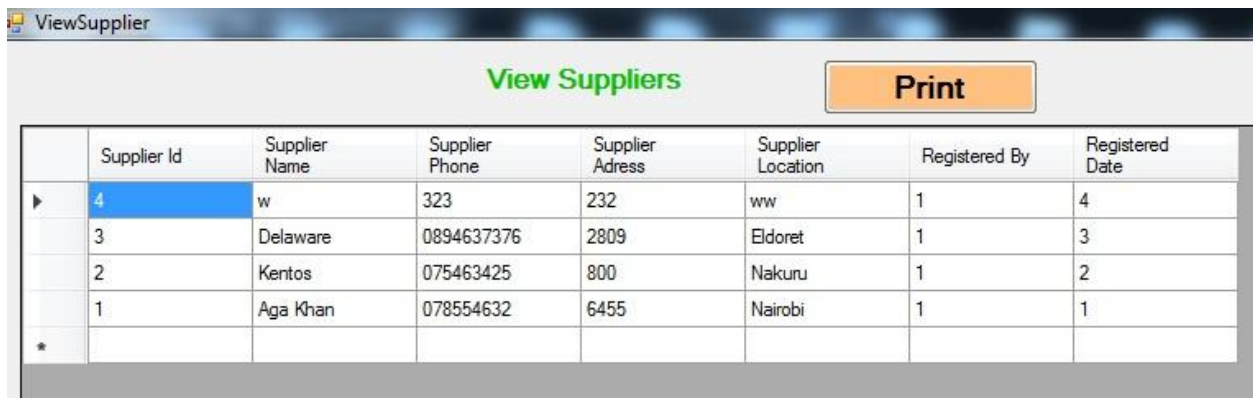 ViewSupplier
View Suppliers Print
Supplier Id Supplier Name Supplier Phone Supplier Adress Supplier Location Registered By Registered Date
4 w 323 232 ww 1 4
3 Delaware 0894637376 2809 Eldoret 1 3
2 Kentos 075463425 800 Nakuru 1 2
1 Aga Khan 078554632 6455 Nairobi 1 1
*